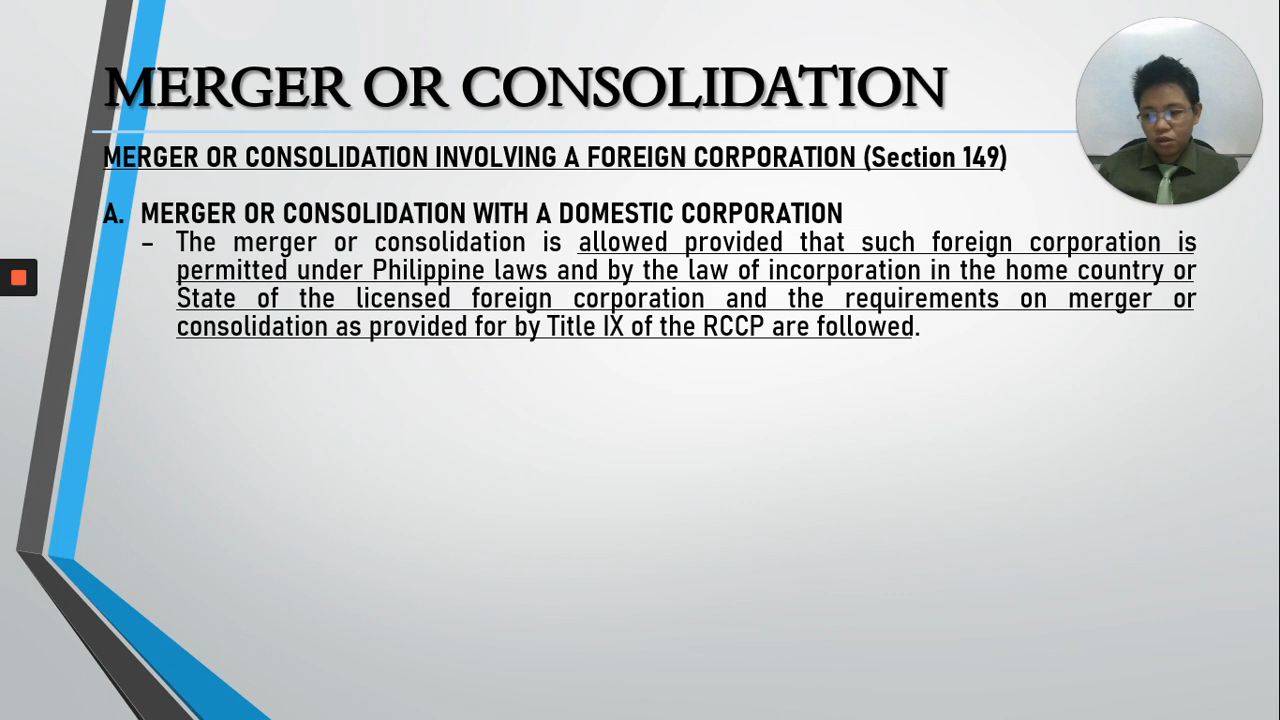 MERGER OR CONSOLIDATION
MERGER OR CONSOLIDATION INVOLVING A FOREIGN CORPORATION (Section 149)
A. MERGER OR CONSOLIDATION WITH A DOMESTIC CORPORATION
– The merger or consolidation is allowed provided that such foreign corporation is
permitted under Philippine laws and by the law of incorporation in the home country or
State of the licensed foreign corporation and the requirements on merger or
consolidation as provided for by Title IX of the RCCP are followed.